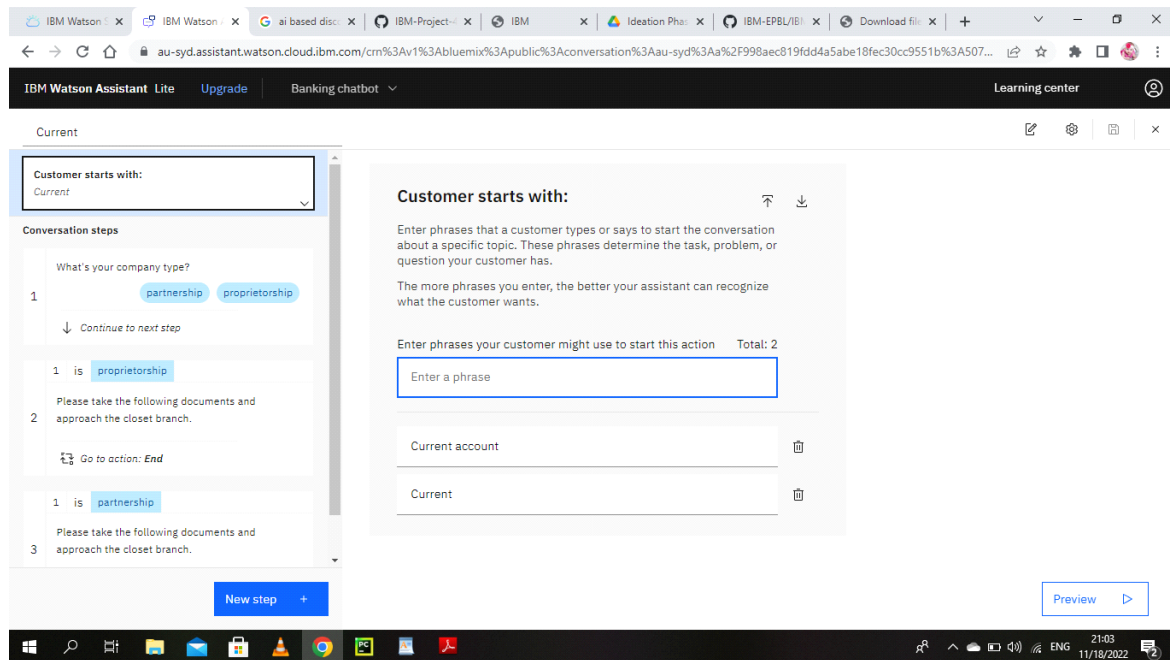 IBM Watson S
IBM Watson A
ai based disc
IBM-Project-4
IBM
Ideation Phas
IBM-EPBL/IBM
Download file
au-syd.assistant.watson.cloud.ibm.com/crn%3Av1%3Abluemix%3Apublic%3Aconversation%3Aau-syd%3Aa%2F998aec819fdd4a5abe18fec30cc9551b%3A507...
IBM Watson Assistant Lite
Upgrade
Banking chatbot
Learning center
Current
Customer starts with:
Current
Conversation steps
1
What's your company type?
partnership proprietorship
Continue to next step
2
1 is proprietorship
Please take the following documents and
approach the closet branch.
Go to action: End
3
1 is partnership
Please take the following documents and
approach the closet branch.
New step +
Customer starts with:
Enter phrases that a customer types or says to start the conversation
about a specific topic. These phrases determine the task, problem, or
question your customer has.
The more phrases you enter, the better your assistant can recognize
what the customer wants.
Enter phrases your customer might use to start this action Total: 2
Enter a phrase
Current account
Current
Preview
PC
ENG
21:03
11/18/2022
2